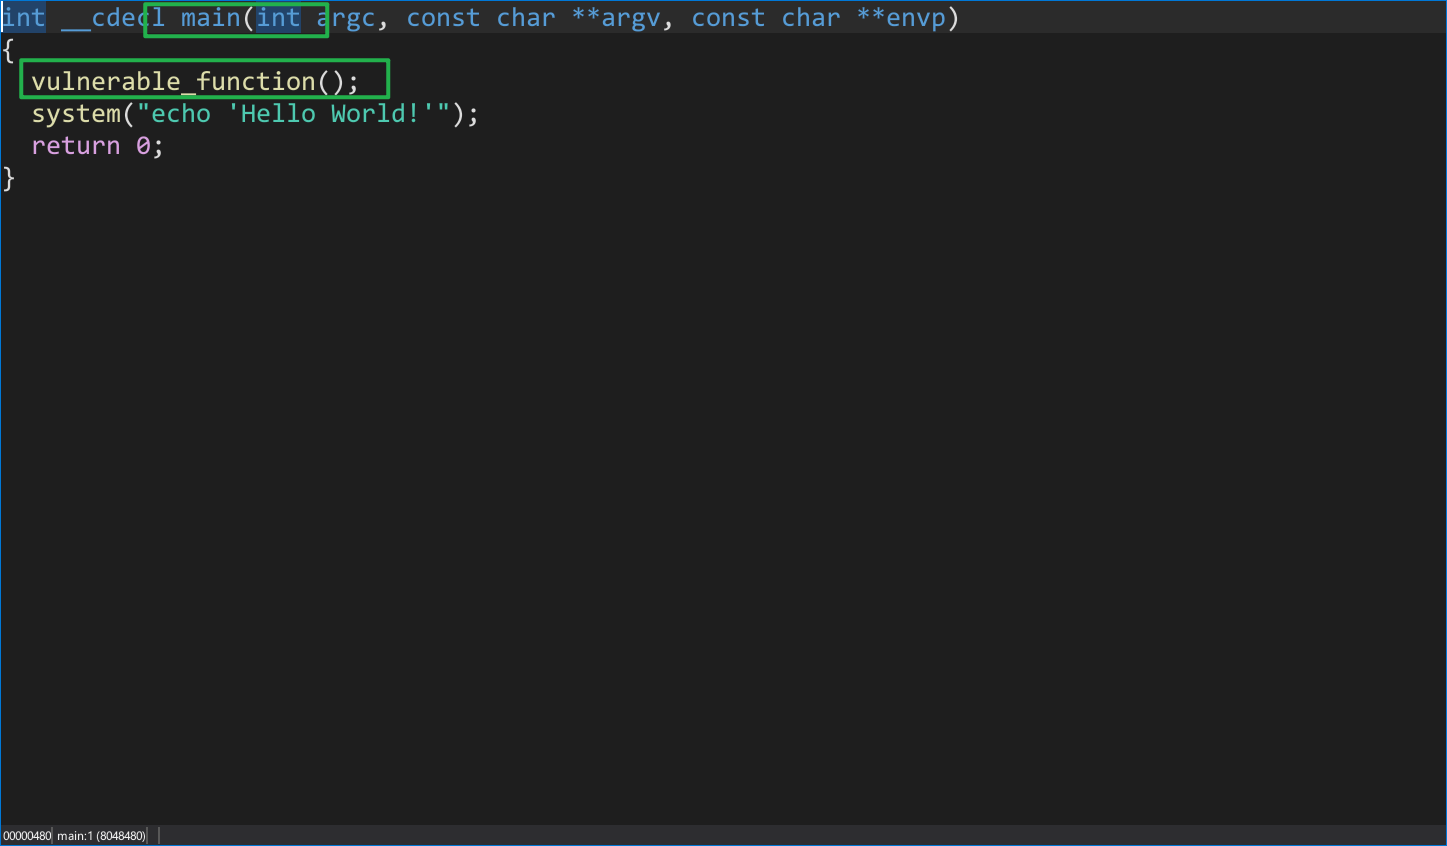 int __cdecl main(int argc, const char **argv, const char **envp)
{
vulnerable_function();
system("echo 'Hello World!'");
return 0;
}
00000480 main:1 (8048480)